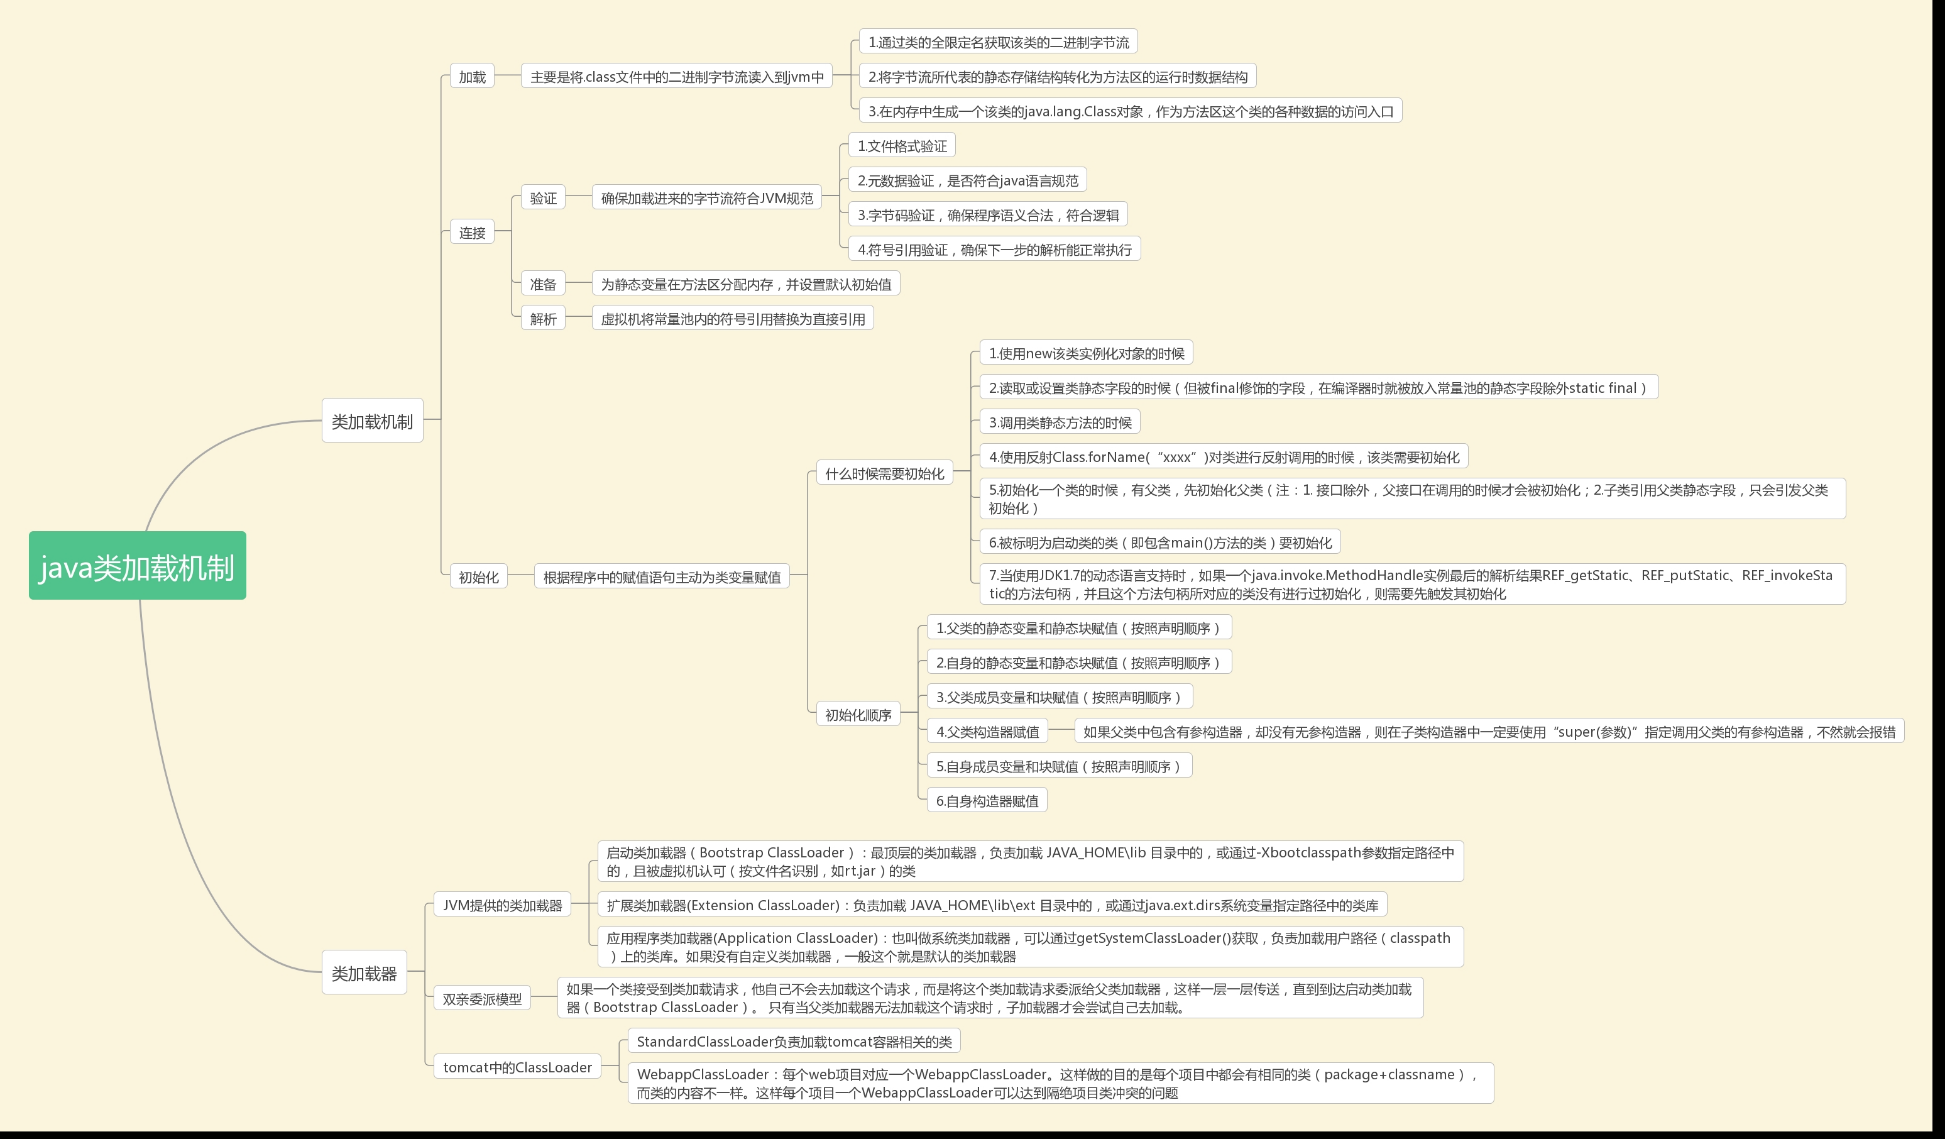 java类加载机制
类加载机制
加载
主要是将.class文件中的二进制字节流读入到jvm中
1.通过类的全限定名获取该类的二进制字节流
2.将字节流所代表的静态存储结构转化为方法区的运行时数据结构
3.在内存中生成一个该类的java.lang.Class对象，作为方法区这个类的各种数据的访问入口
连接
验证
确保加载进来的字节流符合JVM规范
1.文件格式验证
2.元数据验证，是否符合java语言规范
3.字节码验证，确保程序语义合法，符合逻辑
4.符号引用验证，确保下一步的解析能正常执行
准备
为静态变量在方法区分配内存，并设置默认初始值
解析
虚拟机将常量池内的符号引用替换为直接引用
初始化
根据程序中的赋值语句主动为类变量赋值
什么时候需要初始化
1.使用new该类实例化对象的时候
2.读取或设置类静态字段的时候（但被final修饰的字段，在编译器时就被放入常量池的静态字段除外static final）
3.调用类静态方法的时候
4.使用反射Class.forName(“xxxx”)对类进行反射调用的时候，该类需要初始化
5.初始化一个类的时候，有父类，先初始化父类（注：1. 接口除外，父接口在调用的时候才会被初始化；2.子类引用父类静态字段，只会引发父类
初始化）
6.被标明为启动类的类（即包含main()方法的类）要初始化
7.当使用JDK1.7的动态语言支持时，如果一个java.invoke.MethodHandle实例最后的解析结果REF_getStatic、REF_putStatic、REF_invokeSta
tic的方法句柄，并且这个方法句柄所对应的类没有进行过初始化，则需要先触发其初始化
初始化顺序
1.父类的静态变量和静态块赋值（按照声明顺序）
2.自身的静态变量和静态块赋值（按照声明顺序）
3.父类成员变量和块赋值（按照声明顺序）
4.父类构造器赋值
如果父类中包含有参构造器，却没有无参构造器，则在子类构造器中一定要使用“super(参数)”指定调用父类的有参构造器，不然就会报错
5.自身成员变量和块赋值（按照声明顺序）
6.自身构造器赋值
类加载器
JVM提供的类加载器
启动类加载器（Bootstrap ClassLoader）：最顶层的类加载器，负责加载 JAVA_HOME\lib 目录中的，或通过-Xbootclasspath参数指定路径中
的，且被虚拟机认可（按文件名识别，如rt.jar）的类
扩展类加载器(Extension ClassLoader)：负责加载 JAVA_HOME\lib\ext 目录中的，或通过java.ext.dirs系统变量指定路径中的类库
应用程序类加载器(Application ClassLoader)：也叫做系统类加载器，可以通过getSystemClassLoader()获取，负责加载用户路径（classpath
）上的类库。如果没有自定义类加载器，一般这个就是默认的类加载器
双亲委派模型
如果一个类接受到类加载请求，他自己不会去加载这个请求，而是将这个类加载请求委派给父类加载器，这样一层一层传送，直到到达启动类加载
器（Bootstrap ClassLoader）。 只有当父类加载器无法加载这个请求时，子加载器才会尝试自己去加载。
tomcat中的ClassLoader
StandardClassLoader负责加载tomcat容器相关的类
WebappClassLoader：每个web项目对应一个WebappClassLoader。这样做的目的是每个项目中都会有相同的类（package+classname），
而类的内容不一样。这样每个项目一个WebappClassLoader可以达到隔绝项目类冲突的问题